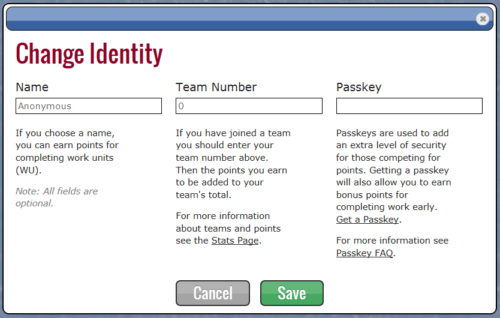 Change Identity
Name
Anonymous
If you choose a name,
you can earn points for
completing work units
(WU).
Note: All fields are
optional.
Team Number
0
If you have joined a team
you should enter your
team number above.
Then the points you earn
to be added to your
team's total.
For more information
about teams and points
see the Stats Page.
Passkey
Passkeys are used to add
an extra level of security
for those competing for
points. Getting a passkey
will also allow you to earn
bonus points for
completing work early.
Get a Passkey.
For more information see
Passkey FAQ.
Cancel
Save